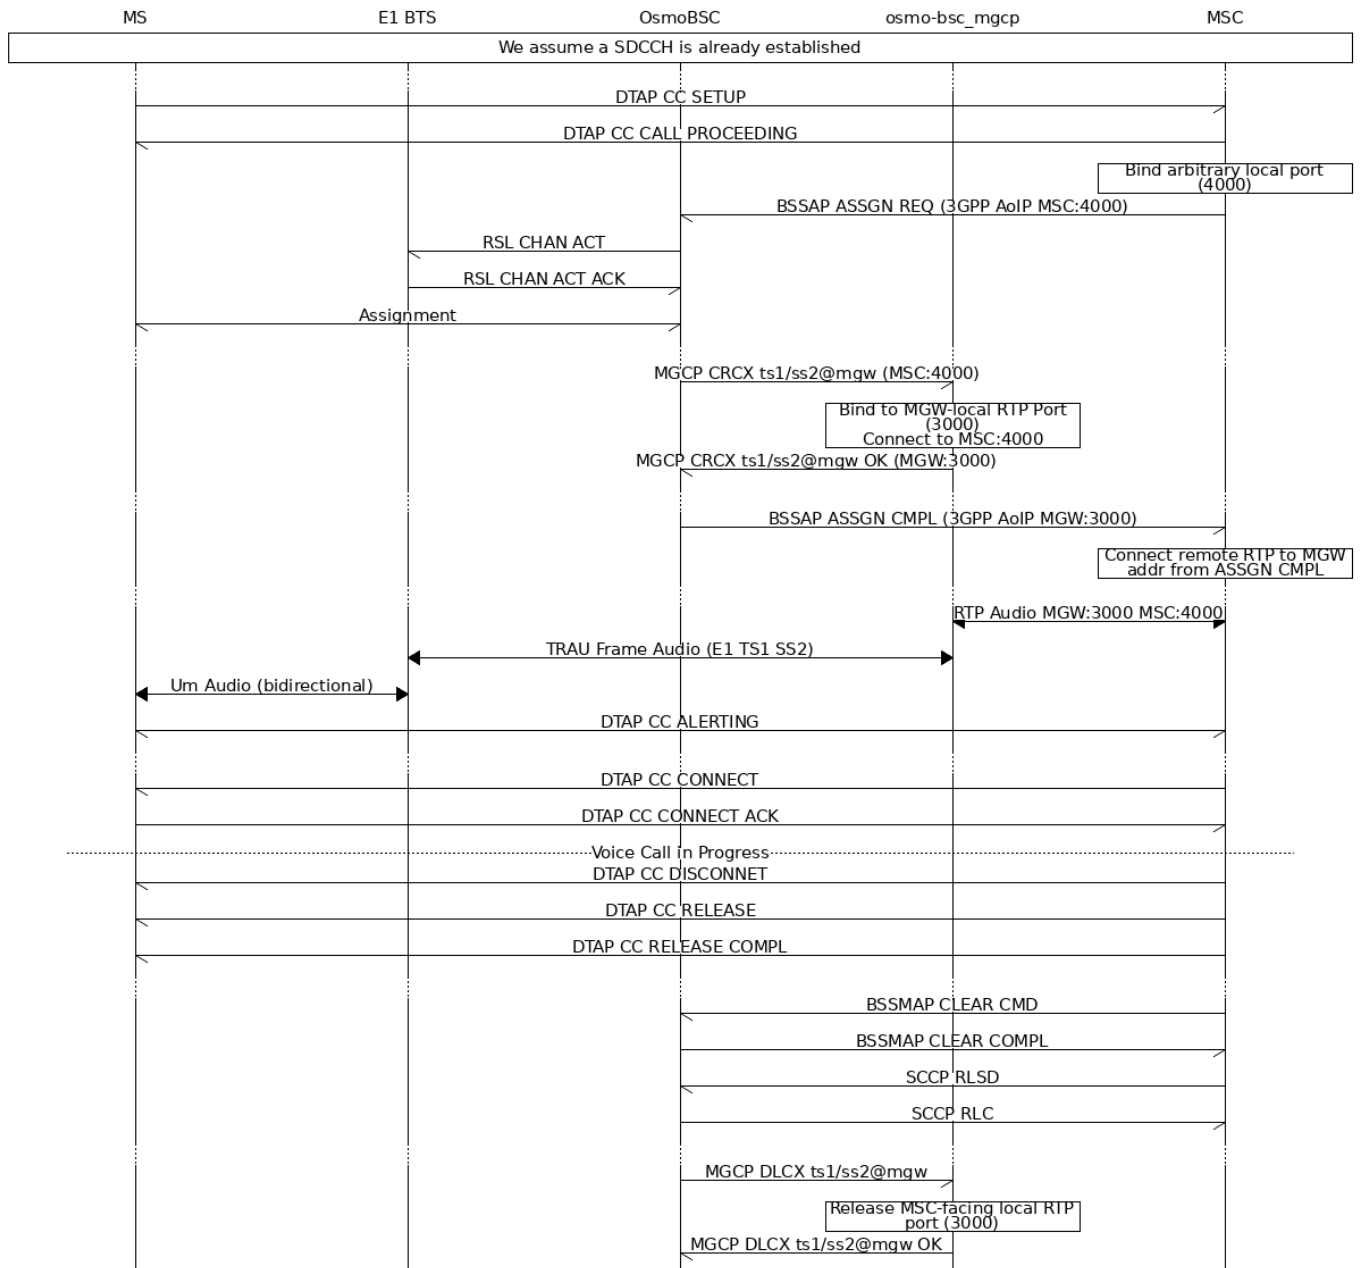 MS E1 BTS OsmoBSC osmo-bsc_mgcp MSC
We assume a SDCCH is already established
DTAP CC SETUP
DTAP CC CALL PROCEEDING
Bind arbitrary local port
(4000)
BSSAP ASSGN REQ (3GPP AoIP MSC:4000)
RSL CHAN ACT
RSL CHAN ACT ACK
Assignment
MGCP CRCX ts1/ss2@mgw (MSC:4000)
Bind to MGW-local RTP Port
(3000)
Connect to MSC:4000
MGCP CRCX ts1/ss2@mgw OK (MGW:3000)
BSSAP ASSGN CMPL (3GPP AoIP MGW:3000)
Connect remote RTP to MGW
addr from ASSGN CMPL
RTP Audio MGW:3000 MSC:4000
TRAU Frame Audio (E1 TS1 SS2)
Um Audio (bidirectional)
DTAP CC ALERTING
DTAP CC CONNECT
DTAP CC CONNECT ACK
Voice Call in Progress
DTAP CC DISCONNET
DTAP CC RELEASE
DTAP CC RELEASE COMPL
BSSMAP CLEAR CMD
BSSMAP CLEAR COMPL
SCCP RLSD
SCCP RLC
MGCP DLCX ts1/ss2@mgw
Release MSC-facing local RTP
port (3000)
MGCP DLCX ts1/ss2@mgw OK